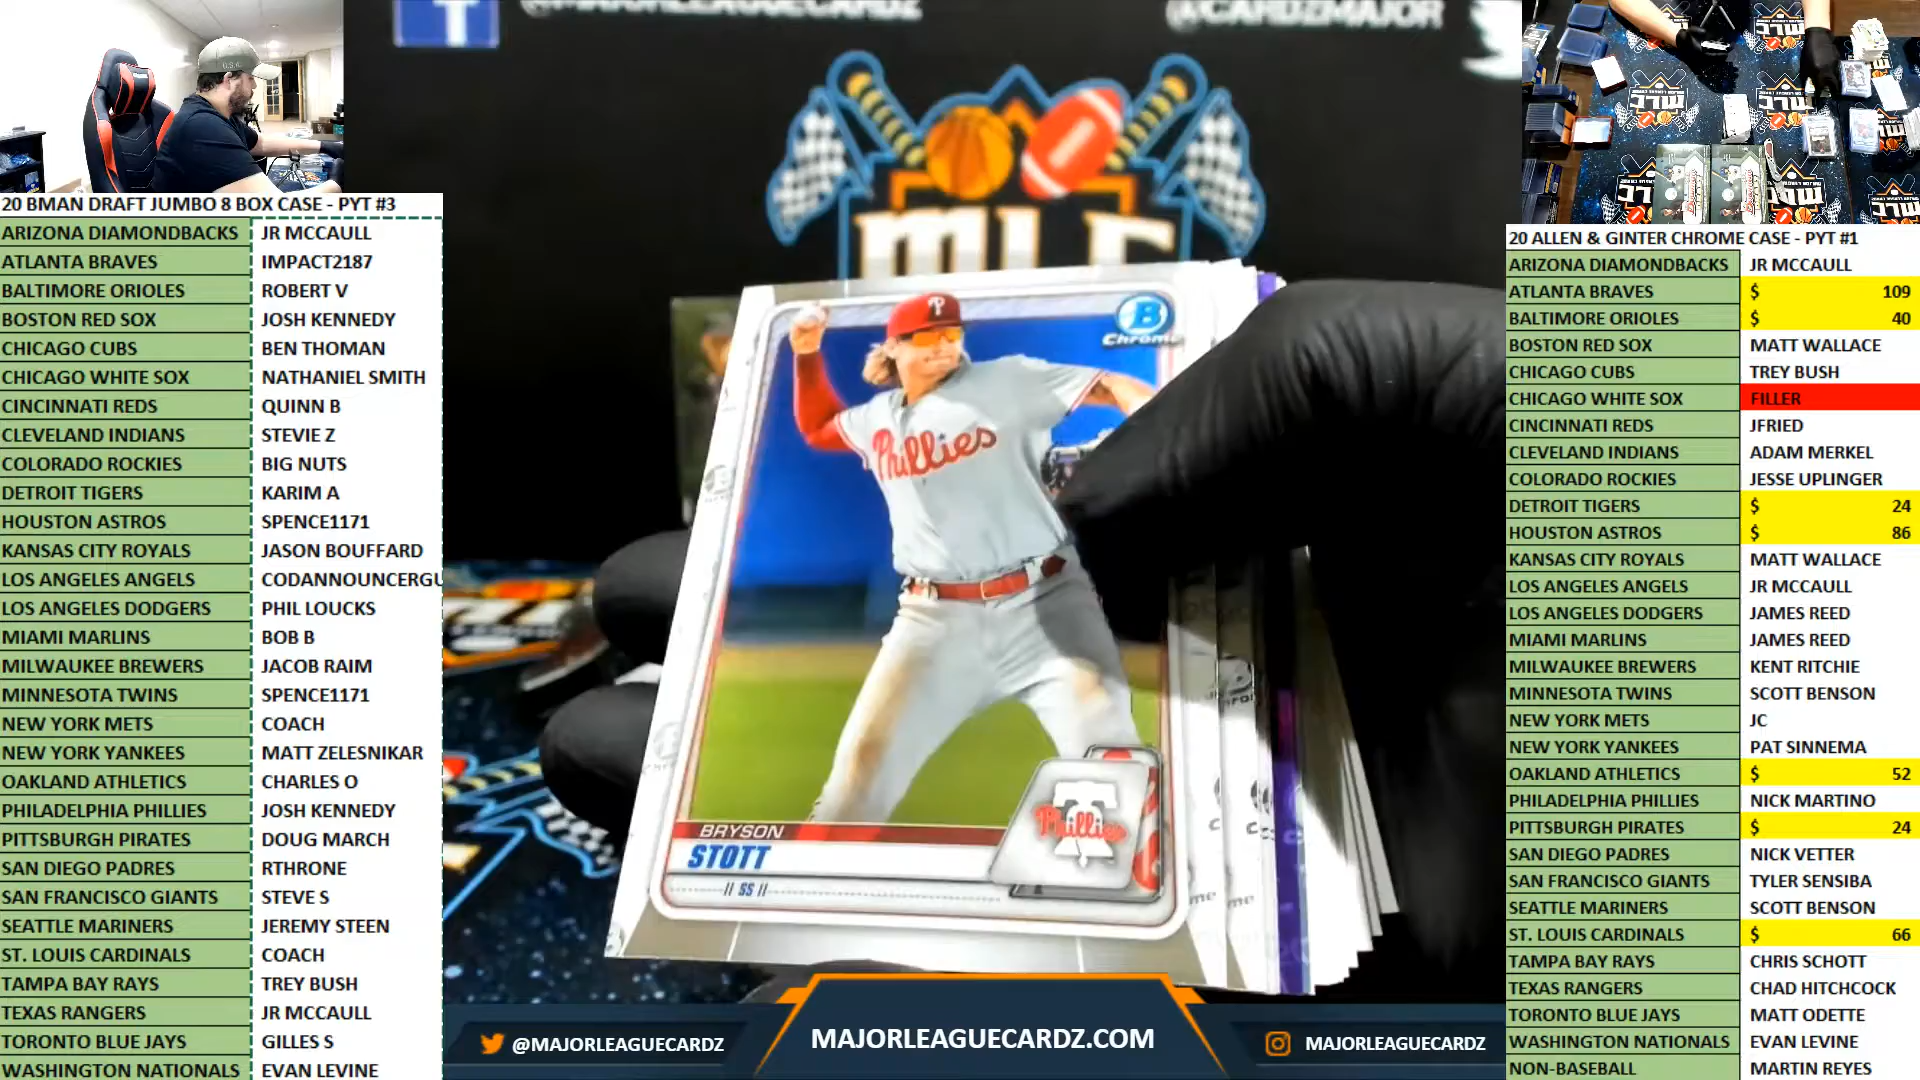 @MAJORLEAGUECARDZ
@CARDZMAJOR
MLC
20 BMAN DRAFT JUMBO 8 BOX CASE - PYT #3
ARIZONA DIAMONDBACKS JR MCCAULL
ATLANTA BRAVES IMPACT2187
BALTIMORE ORIOLES ROBERT V
BOSTON RED SOX JOSH KENNEDY
CHICAGO CUBS BEN THOMAN
CHICAGO WHITE SOX NATHANIEL SMITH
CINCINNATI REDS QUINN B
CLEVELAND INDIANS STEVIE Z
COLORADO ROCKIES BIG NUTS
DETROIT TIGERS KARIM A
HOUSTON ASTROS SPENCE1171
KANSAS CITY ROYALS JASON BOUFFARD
LOS ANGELES ANGELS CODANNOUNCERGU
LOS ANGELES DODGERS PHIL LOUCKS
MIAMI MARLINS BOB B
MILWAUKEE BREWERS JACOB RAIM
MINNESOTA TWINS SPENCE1171
NEW YORK METS COACH
NEW YORK YANKEES MATT ZELESNIKAR
OAKLAND ATHLETICS CHARLES O
PHILADELPHIA PHILLIES JOSH KENNEDY
PITTSBURGH PIRATES DOUG MARCH
SAN DIEGO PADRES RTHRONE
SAN FRANCISCO GIANTS STEVE S
SEATTLE MARINERS JEREMY STEEN
ST. LOUIS CARDINALS COACH
TAMPA BAY RAYS TREY BUSH
TEXAS RANGERS JR MCCAULL
TORONTO BLUE JAYS GILLES S
WASHINGTON NATIONALS EVAN LEVINE
B
Chrome
P
Phillies
Phillies
BRYSON
STOTT
// SS //
@MAJORLEAGUECARDZ
MAJORLEAGUECARDZ.COM
MAJORLEAGUECARDZ
20 ALLEN & GINTER CHROME CASE - PYT #1
ARIZONA DIAMONDBACKS JR MCCAULL
ATLANTA BRAVES $ 109
BALTIMORE ORIOLES $ 40
BOSTON RED SOX MATT WALLACE
CHICAGO CUBS TREY BUSH
CHICAGO WHITE SOX FILLER
CINCINNATI REDS JFRIED
CLEVELAND INDIANS ADAM MERKEL
COLORADO ROCKIES JESSE UPLINGER
DETROIT TIGERS $ 24
HOUSTON ASTROS $ 86
KANSAS CITY ROYALS MATT WALLACE
LOS ANGELES ANGELS JR MCCAULL
LOS ANGELES DODGERS JAMES REED
MIAMI MARLINS JAMES REED
MILWAUKEE BREWERS KENT RITCHIE
MINNESOTA TWINS SCOTT BENSON
NEW YORK METS JC
NEW YORK YANKEES PAT SINNEMA
OAKLAND ATHLETICS $ 52
PHILADELPHIA PHILLIES NICK MARTINO
PITTSBURGH PIRATES $ 24
SAN DIEGO PADRES NICK VETTER
SAN FRANCISCO GIANTS TYLER SENSIBA
SEATTLE MARINERS SCOTT BENSON
ST. LOUIS CARDINALS $ 66
TAMPA BAY RAYS CHRIS SCHOTT
TEXAS RANGERS CHAD HITCHCOCK
TORONTO BLUE JAYS MATT ODETTE
WASHINGTON NATIONALS EVAN LEVINE
NON-BASEBALL MARTIN REYES